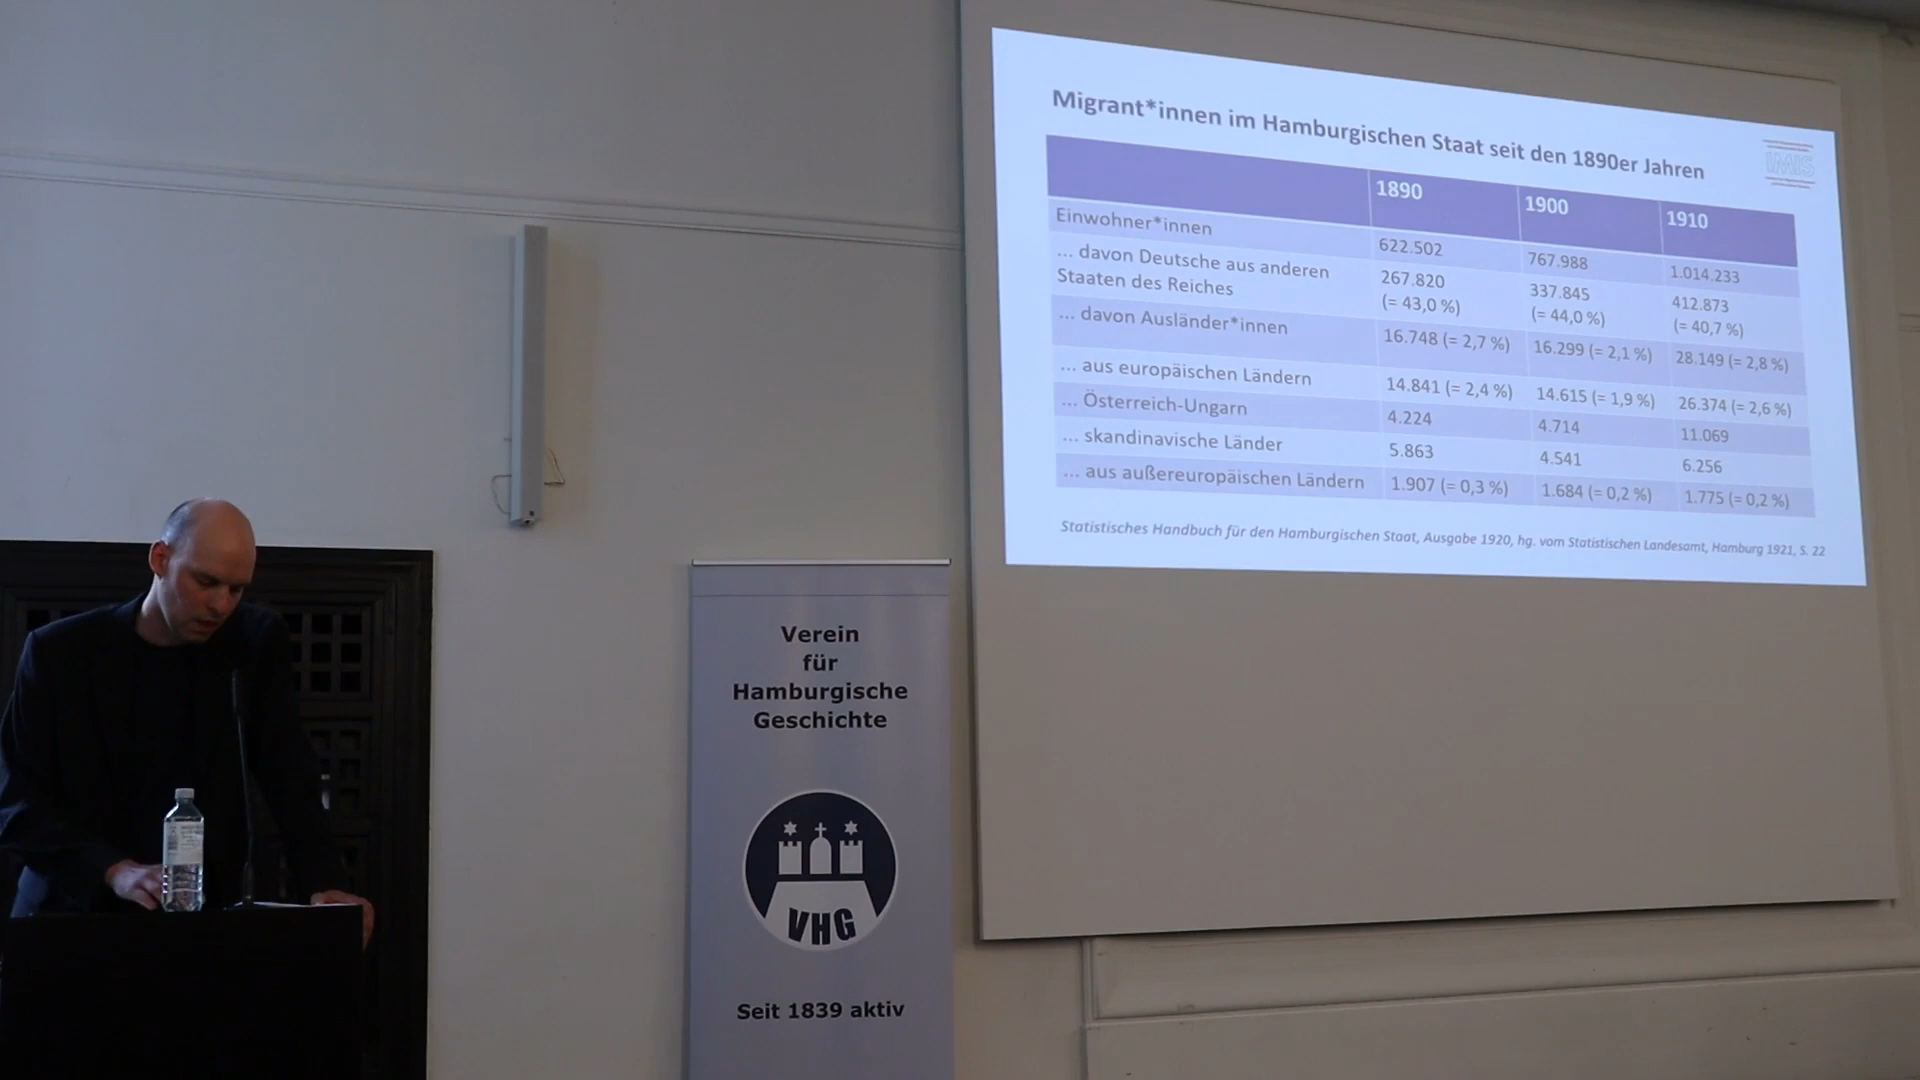 Migrant*innen im Hamburgischen Staat seit den 1890er Jahren
IMIS
1890 1900 1910
Einwohner*innen 622.502 767.988 1.014.233
... davon Deutsche aus anderen
Staaten des Reiches
267.820
(= 43,0 %)
337.845
(= 44,0 %)
412.873
(= 40,7 %)
... davon Ausländer*innen 16.748 (= 2,7 %) 16.299 (= 2,1 %) 28.149 (= 2,8 %)
... aus europäischen Ländern 14.841 (= 2,4 %) 14.615 (= 1,9 %) 26.374 (= 2,6 %)
... Österreich-Ungarn 4.224 4.714 11.069
... skandinavische Länder 5.863 4.541 6.256
... aus außereuropäischen Ländern 1.907 (= 0,3 %) 1.684 (= 0,2 %) 1.775 (= 0,2 %)
Statistisches Handbuch für den Hamburgischen Staat, Ausgabe 1920, hg. vom Statistischen Landesamt, Hamburg 1921, S. 22
Verein
für
Hamburgische
Geschichte
VHG
Seit 1839 aktiv